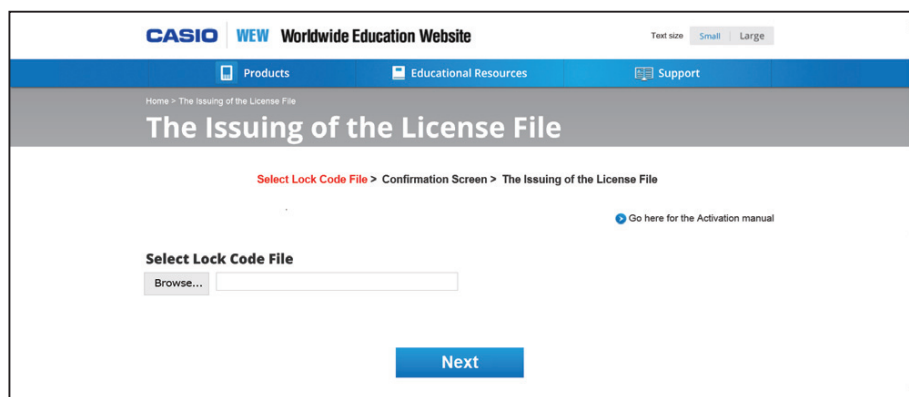 CASIO WEW Worldwide Education Website Text size Small Large
Products Educational Resources Support
Home > The Issuing of the License File
The Issuing of the License File
Select Lock Code File > Confirmation Screen > The Issuing of the License File
Go here for the Activation manual
Select Lock Code File
Browse...
Next